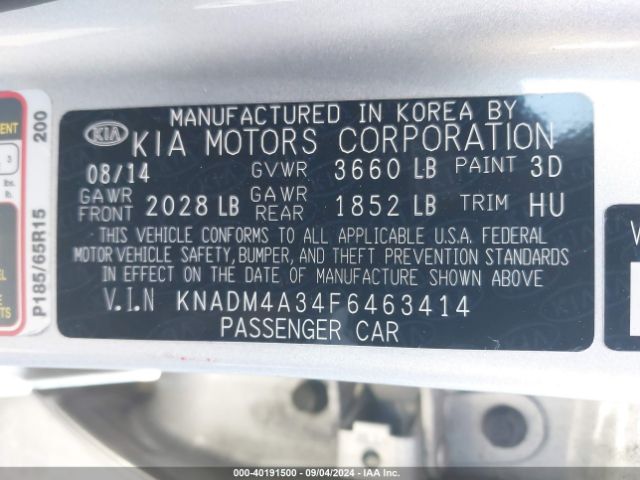 MANUFACTURED IN KOREA BY
KIA KIA MOTORS CORPORATION
08/14 GVWR 3660 LB PAINT 3D
GAWR FRONT 2028 LB GAWR REAR 1852 LB TRIM HU
THIS VEHICLE CONFORMS TO ALL APPLICABLE U.S.A. FEDERAL
MOTOR VEHICLE SAFETY, BUMPER, AND THEFT PREVENTION STANDARDS
IN EFFECT ON THE DATE OF MANUFACTURE SHOWN ABOVE
V.I.N KNADM4A34F6463414
PASSENGER CAR
P185/65R15 200
000-40191500 - 09/04/2024 - IAA Inc.